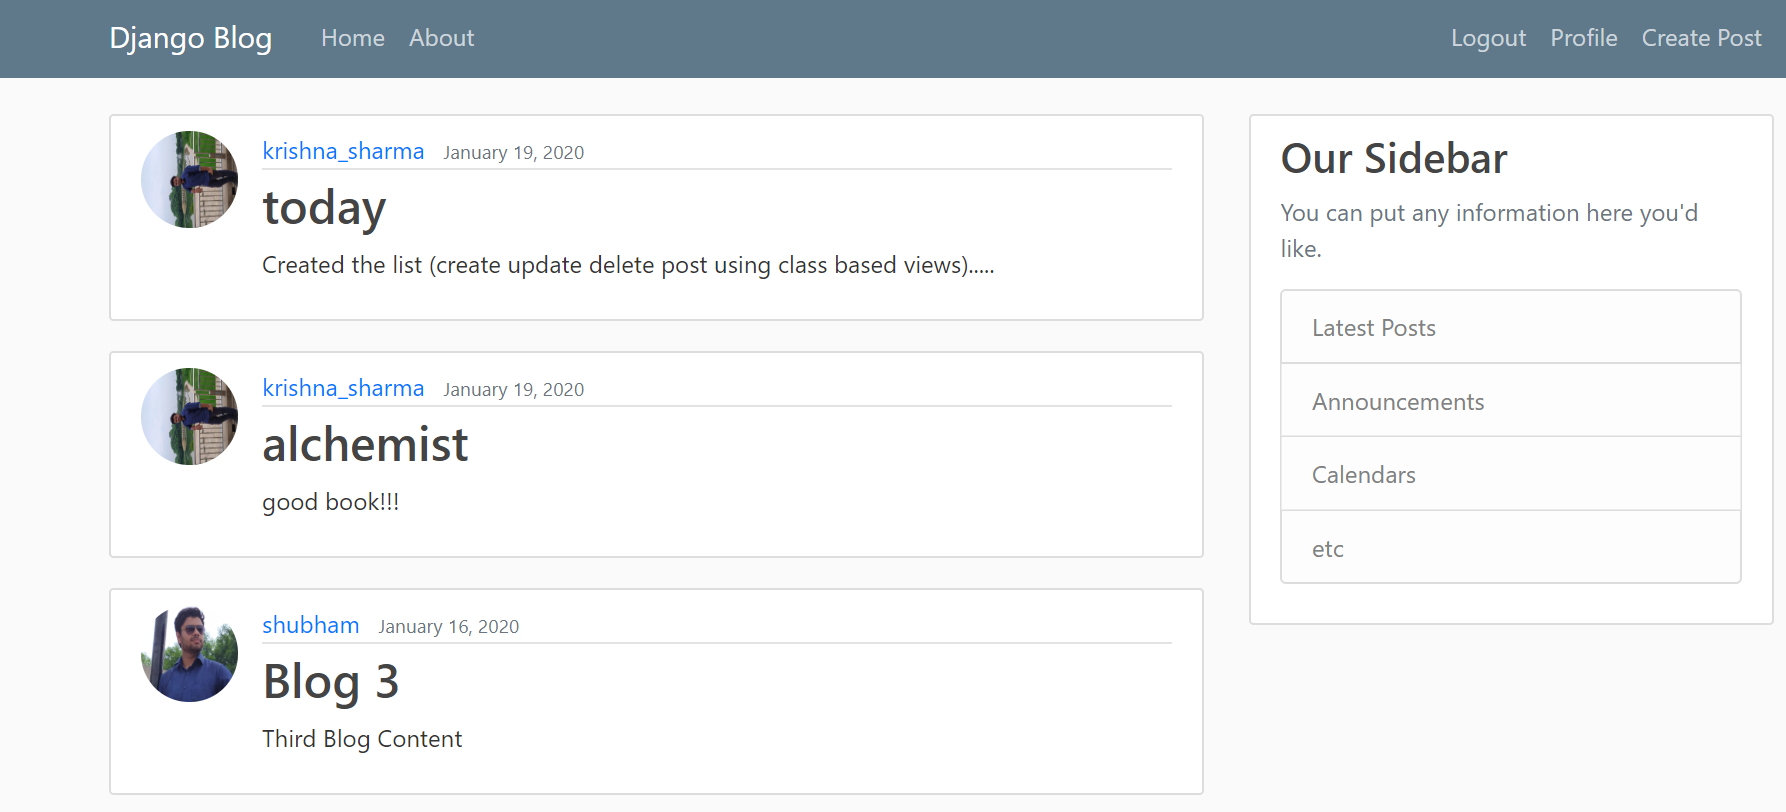 Django Blog Home About Logout Profile Create Post
krishna_sharma January 19, 2020
today
Created the list (create update delete post using class based views).....
krishna_sharma January 19, 2020
alchemist
good book!!!
shubham January 16, 2020
Blog 3
Third Blog Content
Our Sidebar
You can put any information here you'd
like.
Latest Posts
Announcements
Calendars
etc